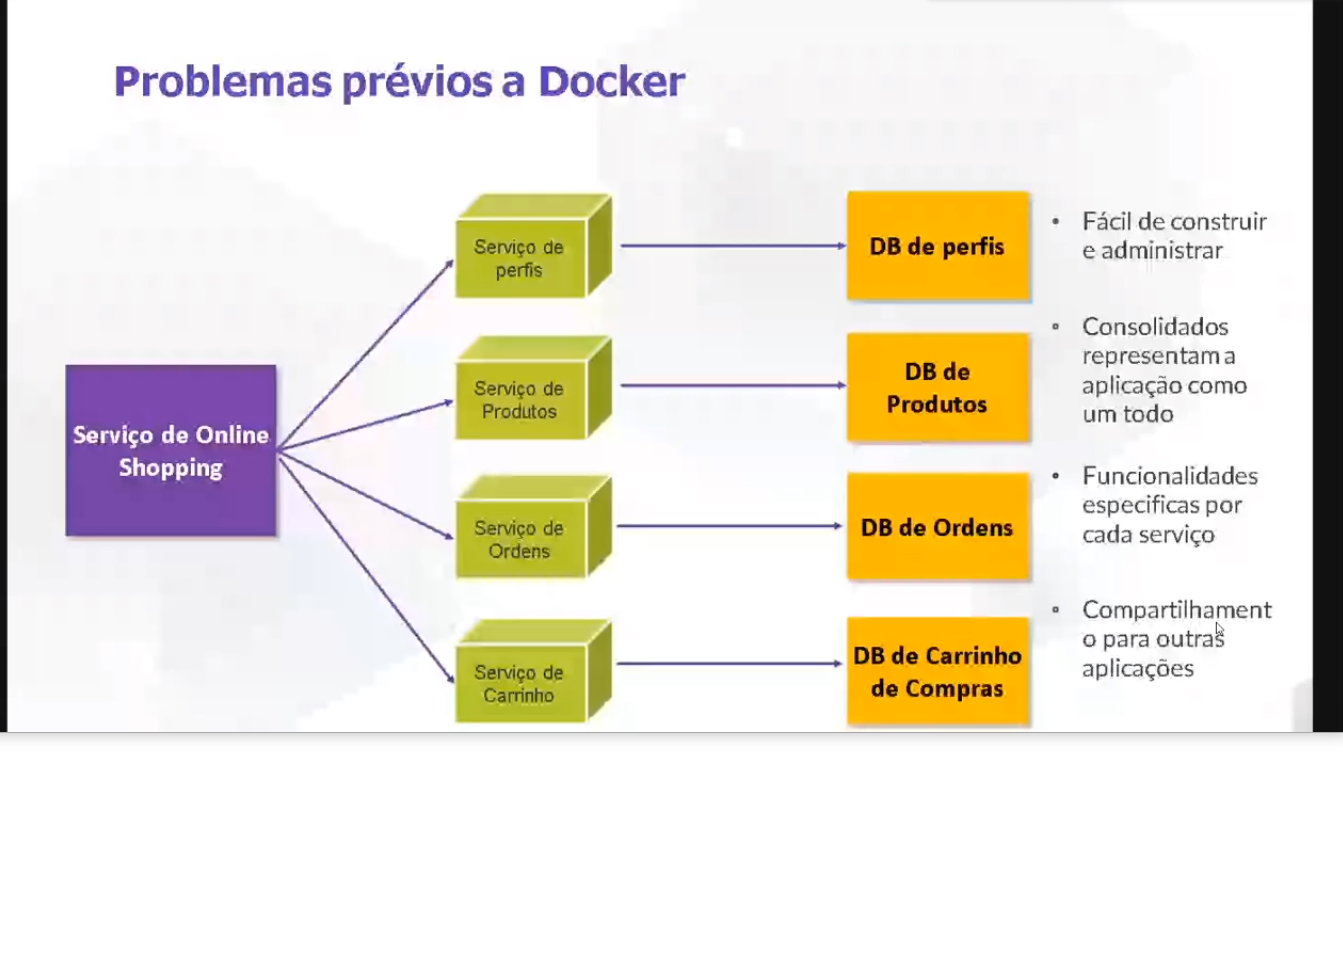 Problemas prévios a Docker
Serviço de Online
Shopping
Serviço de
perfis
Serviço de
Produtos
Serviço de
Ordens
Serviço de
Carrinho
DB de perfis
DB de
Produtos
DB de Ordens
DB de Carrinho
de Compras
• Fácil de construir
e administrar
• Consolidados
representam a
aplicação como
um todo
• Funcionalidades
especificas por
cada serviço
• Compartilhament
o para outras
aplicações